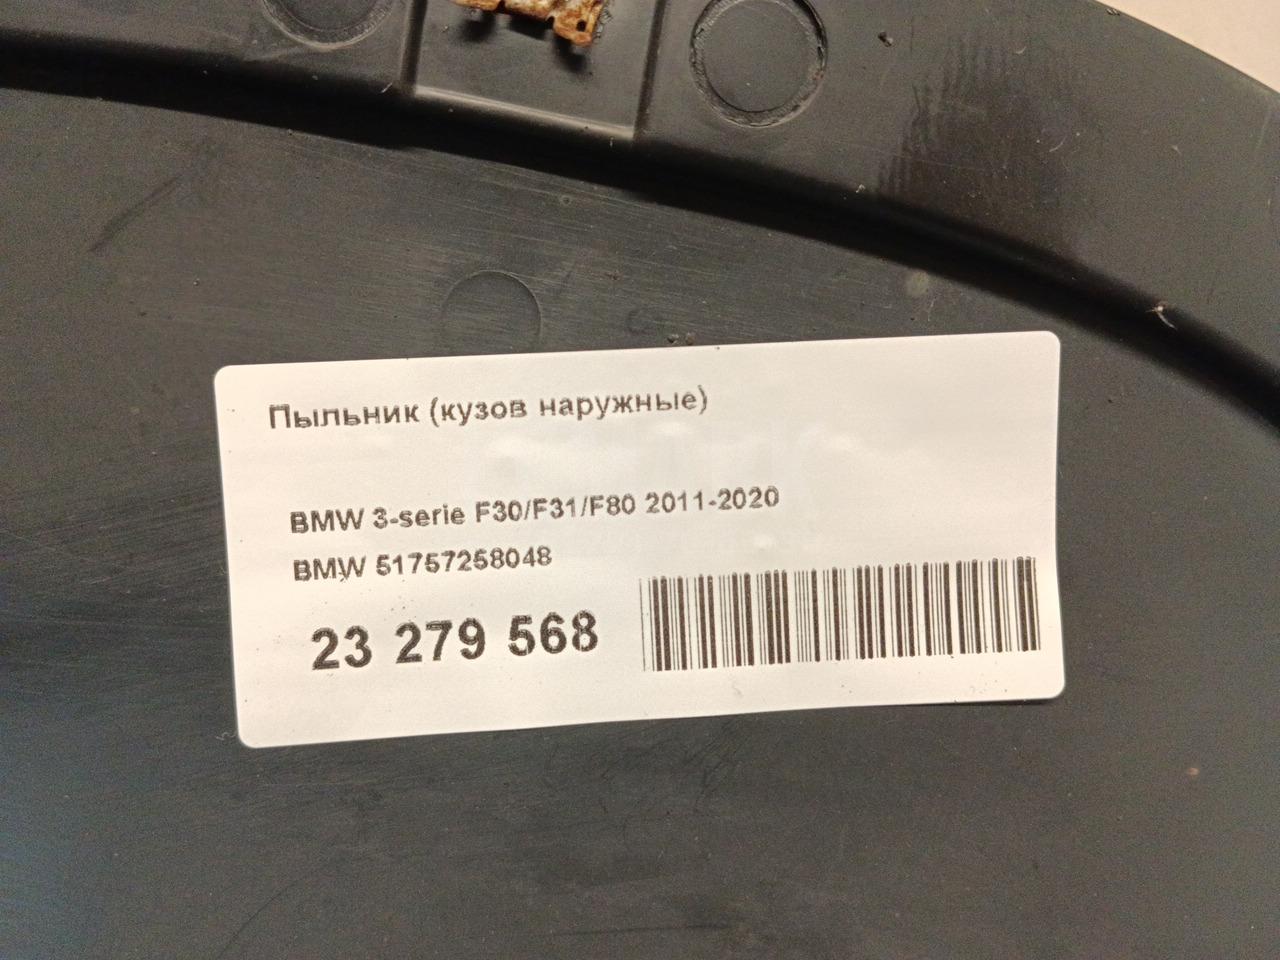 Пыльник (кузов наружные)
BMW 3-serie F30/F31/F80 2011-2020
BMW 51757258048
23 279 568